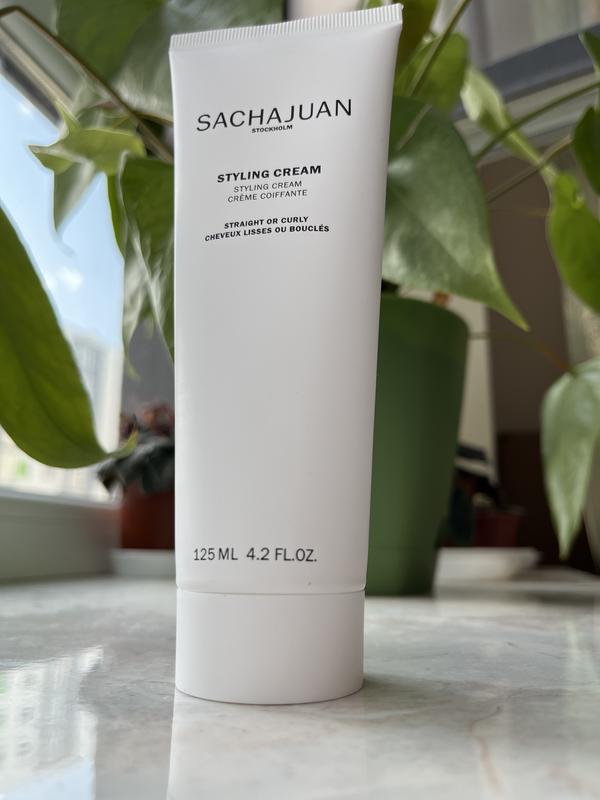 SACHAJUAN
STOCKHOLM
STYLING CREAM
STYLING CREAM
CRÈME COIFFANTE
STRAIGHT OR CURLY
CHEVEUX LISSES OU BOUCLÉS
125 ML 4.2 FL.OZ.